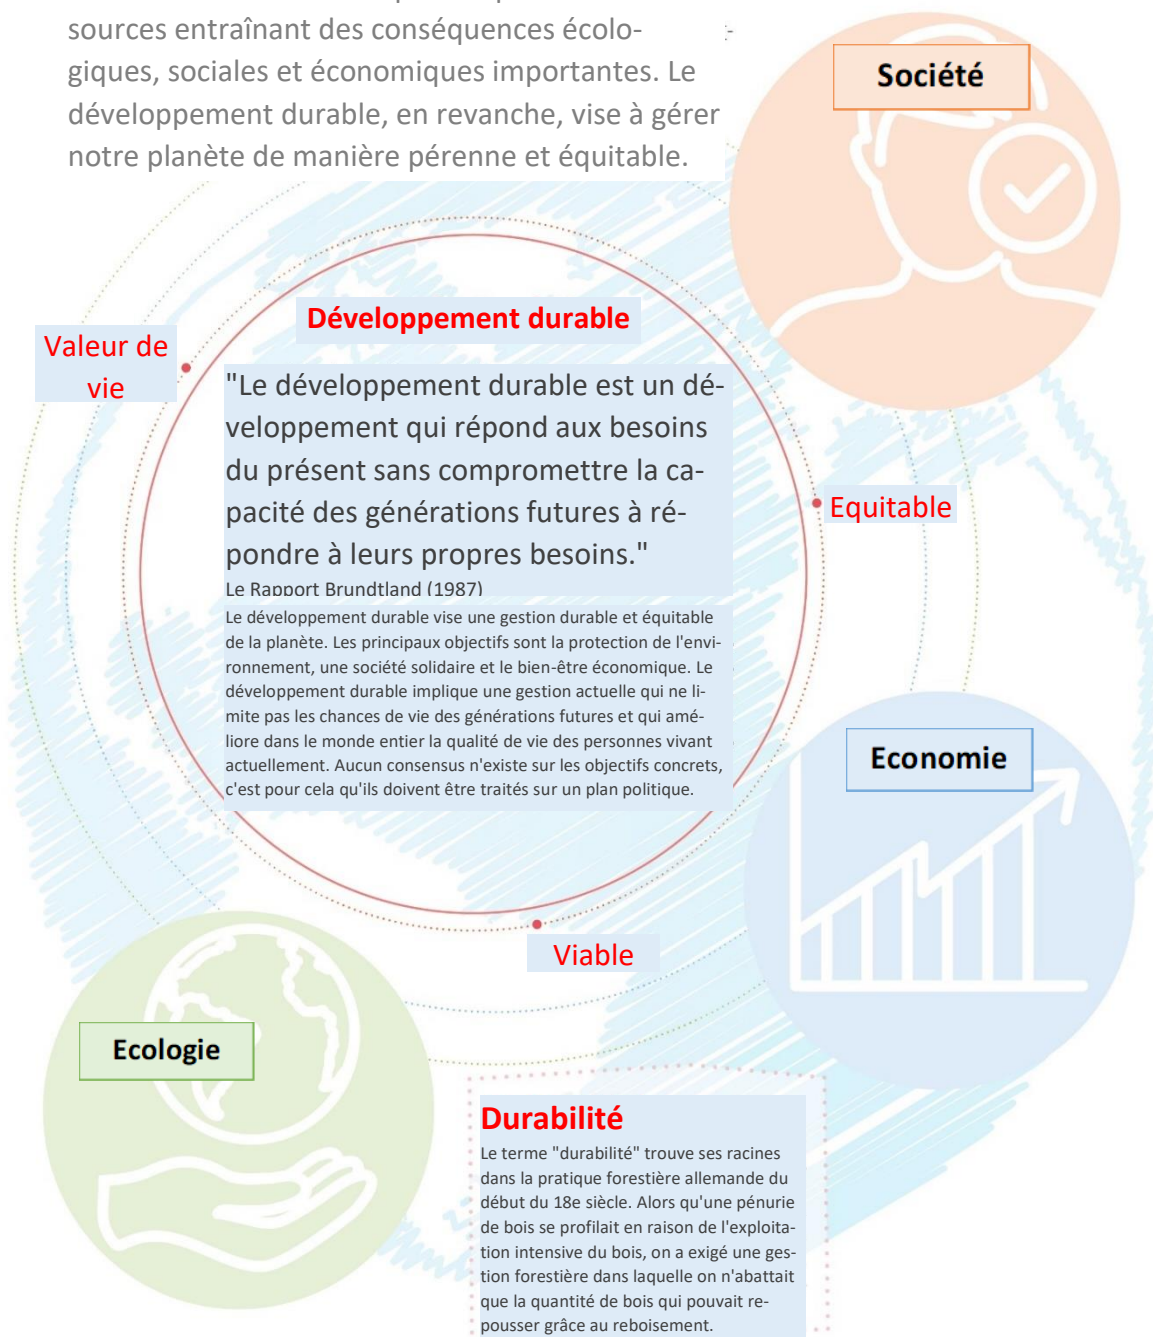 sources entraînant des conséquences écolo-
giques, sociales et économiques importantes. Le
développement durable, en revanche, vise à gérer
notre planète de manière pérenne et équitable.
Société
Développement durable
Valeur de
vie
"Le développement durable est un dé-
veloppement qui répond aux besoins
du présent sans compromettre la ca-
pacité des générations futures à ré-
pondre à leurs propres besoins."
Le Rapport Brundtland (1987)
Equitable
Le développement durable vise une gestion durable et équitable
de la planète. Les principaux objectifs sont la protection de l'envi-
ronnement, une société solidaire et le bien-être économique. Le
développement durable implique une gestion actuelle qui ne li-
mite pas les chances de vie des générations futures et qui amé-
liore dans le monde entier la qualité de vie des personnes vivant
actuellement. Aucun consensus n'existe sur les objectifs concrets,
c'est pour cela qu'ils doivent être traités sur un plan politique.
Economie
Viable
Ecologie
Durabilité
Le terme "durabilité" trouve ses racines
dans la pratique forestière allemande du
début du 18e siècle. Alors qu'une pénurie
de bois se profilait en raison de l'exploita-
tion intensive du bois, on a exigé une ges-
tion forestière dans laquelle on n'abattait
que la quantité de bois qui pouvait re-
pousser grâce au reboisement.